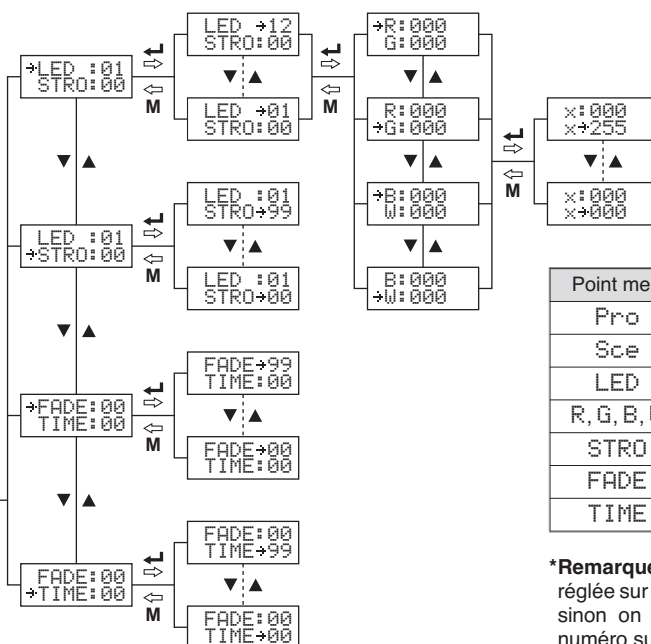 →LED :01
STRO:00
M
LED →12
STRO:00
LED →01
STRO:00
M
→R:000
G:000
R:000
→G:000
→B:000
W:000
B:000
→W:000
M
x:000
x→255
x:000
x→000
LED :01
→STRO:00
M
LED :01
STRO→99
LED :01
STRO→00
→FADE:00
TIME:00
M
FADE→99
TIME:00
FADE→00
TIME:00
FADE:00
→TIME:00
M
FADE:00
TIME→99
FADE:00
TIME→00
Point
Pro
Sce
LED
R, G, B,
STRO
FADE
TIME
*Remarque
réglée sur
sinon on
numéro